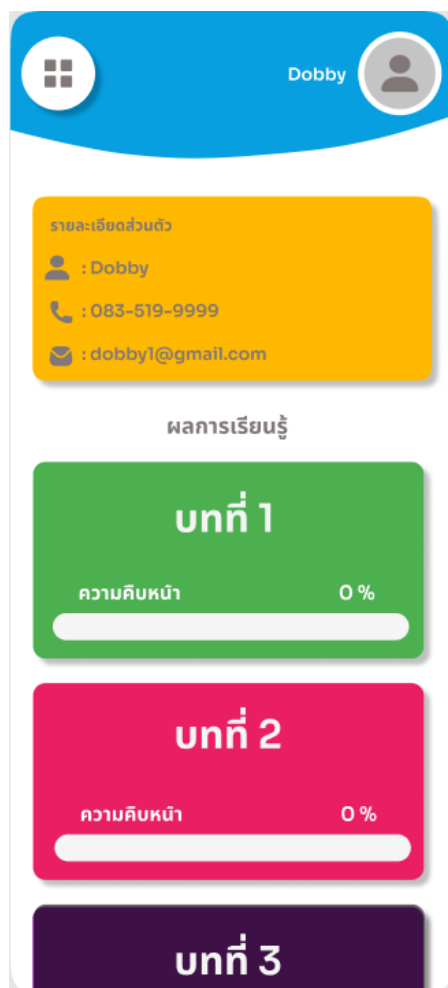 Dobby
รายละเอียดส่วนตัว
: Dobby
: 083-519-9999
: dobby1@gmail.com
ผลการเรียนรู้
บทที่ 1
ความคืบหน้า 0 %
บทที่ 2
ความคืบหน้า 0 %
บทที่ 3